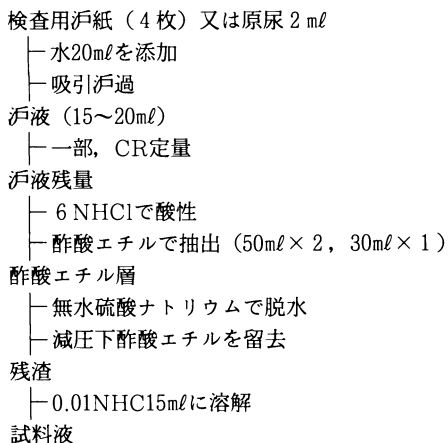 検査用沪紙（4枚）又は原尿2mℓ
水20mℓを添加
吸引沪過
沪液（15〜20mℓ）
一部，CR定量
沪液残量
6NHClで酸性
酢酸エチルで抽出（50mℓ×2，30mℓ×1）
酢酸エチル層
無水硫酸ナトリウムで脱水
減圧下酢酸エチルを留去
残渣
0.01NHC15mℓに溶解
試料液